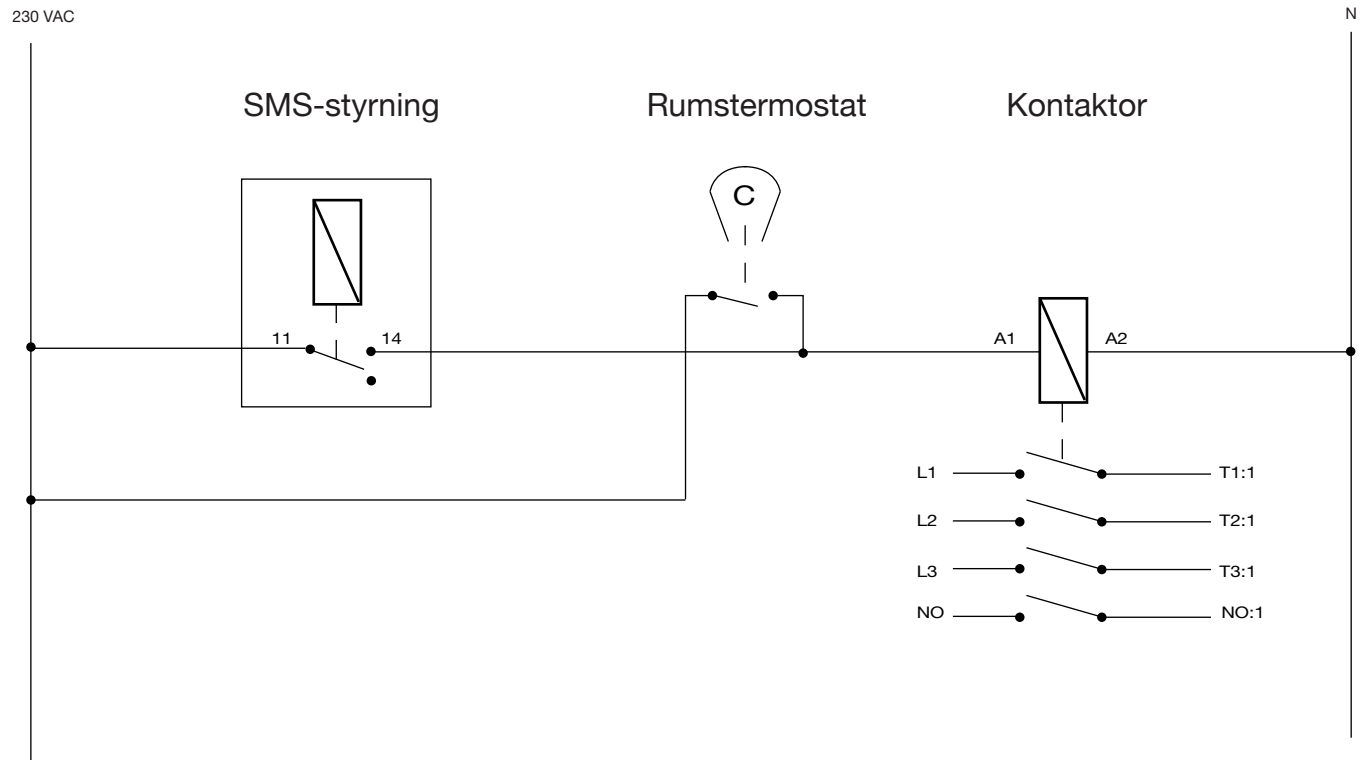 230 VAC
N
SMS-styrning
Rumstermostat
Kontaktor
C
11
14
A1
A2
L1
T1:1
L2
T2:1
L3
T3:1
NO
NO:1